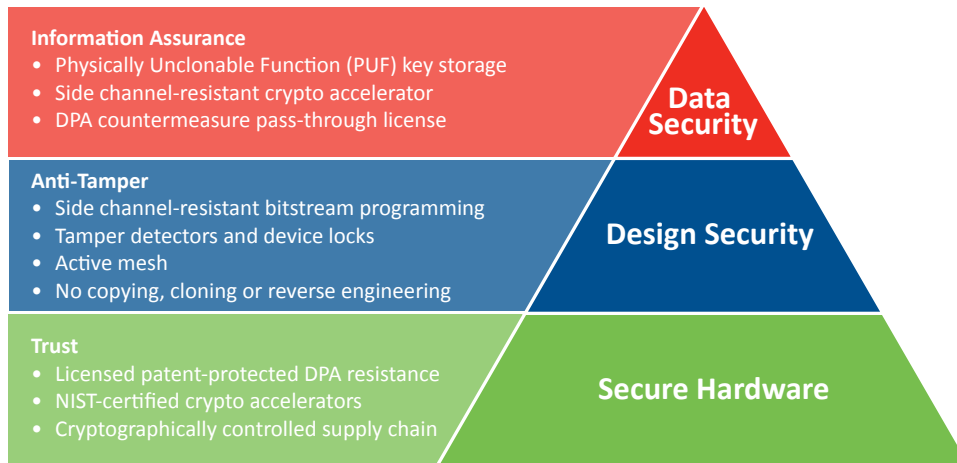 Information Assurance
• Physically Unclonable Function (PUF) key storage
• Side channel-resistant crypto accelerator
• DPA countermeasure pass-through license
Data
Security
Anti-Tamper
• Side channel-resistant bitstream programming
• Tamper detectors and device locks
• Active mesh
• No copying, cloning or reverse engineering
Design Security
Trust
• Licensed patent-protected DPA resistance
• NIST-certified crypto accelerators
• Cryptographically controlled supply chain
Secure Hardware